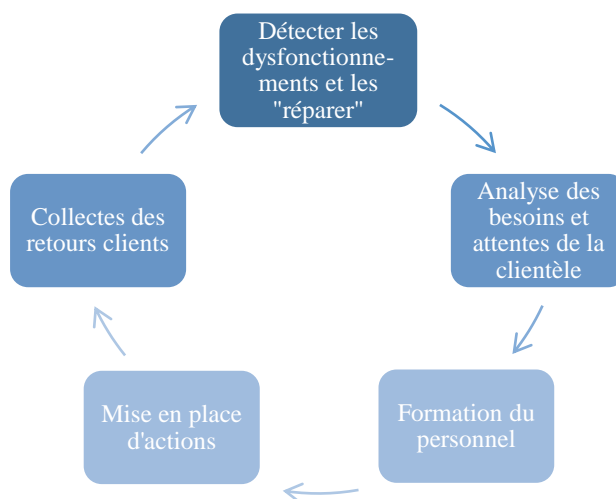 Détecter les
dysfonctionne-
ments et les
"réparer"
Analyse des
besoins et
attentes de la
clientèle
Formation du
personnel
Mise en place
d'actions
Collectes des
retours clients